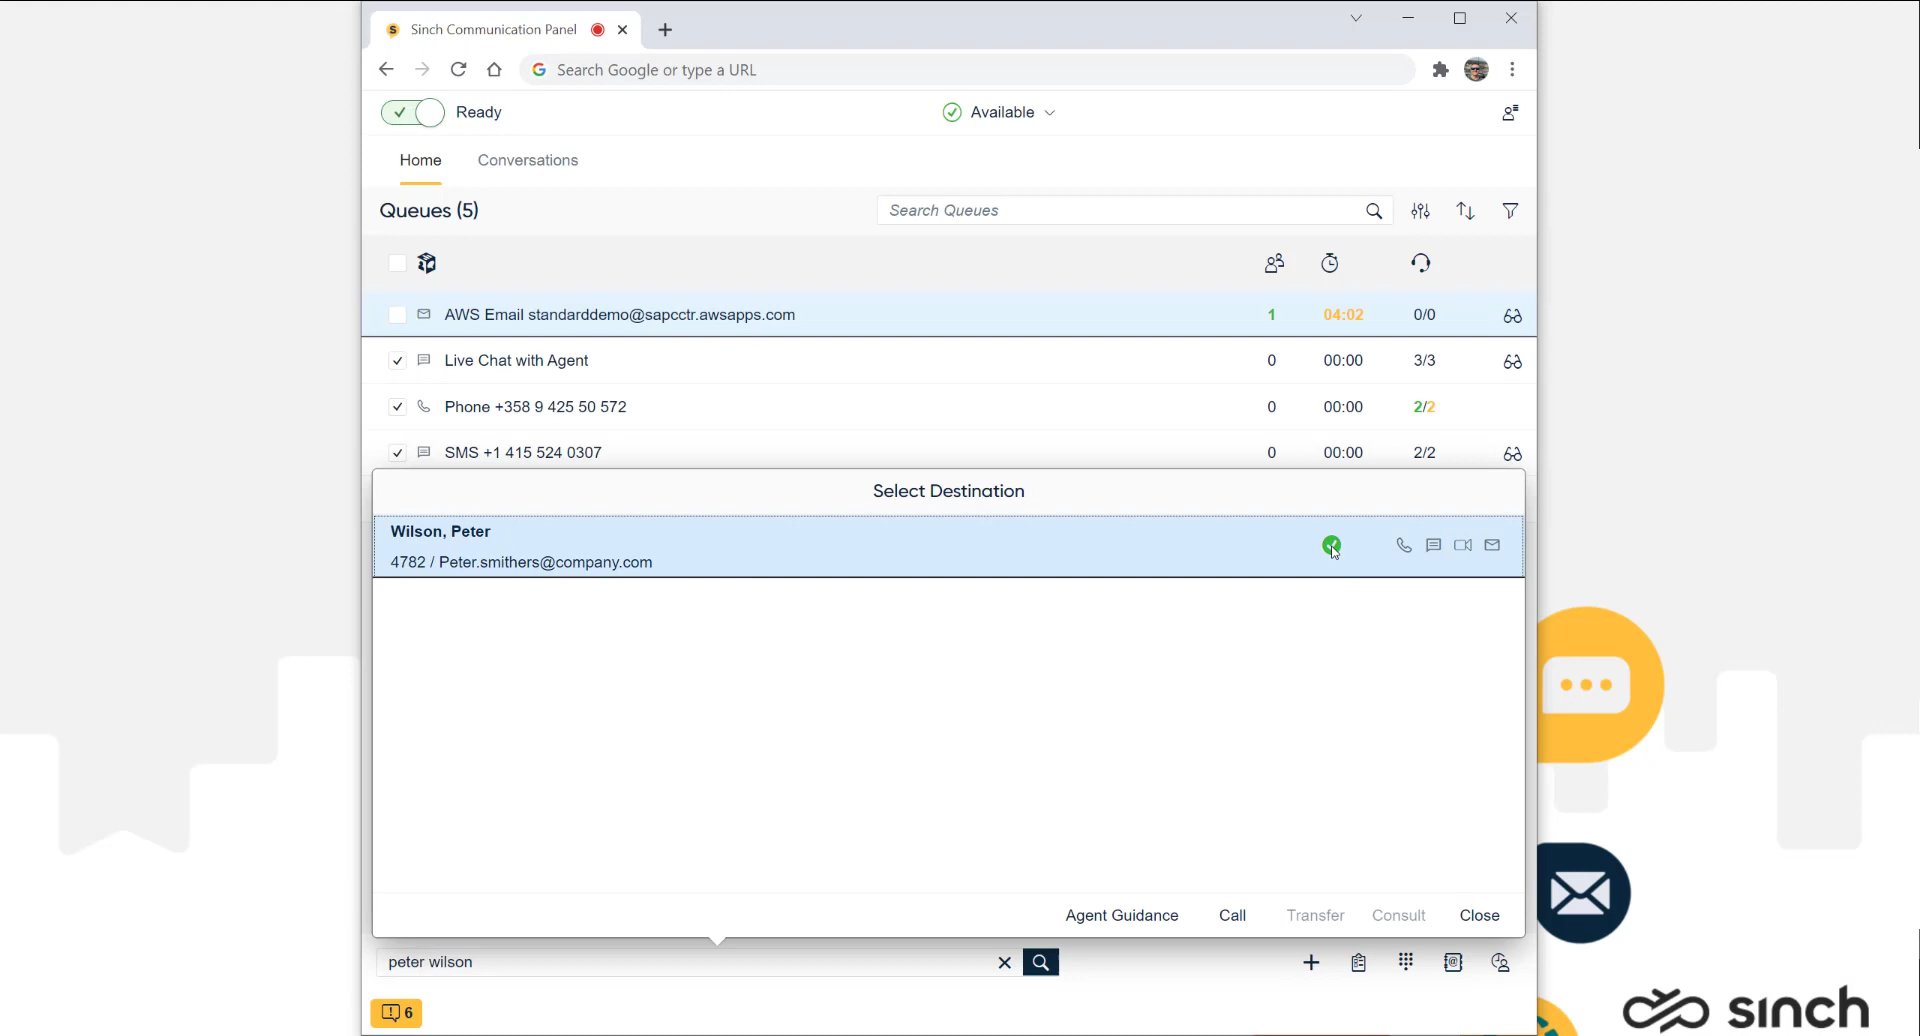 Sinch Communication Panel
Search Google or type a URL
Ready
Available
Home
Conversations
Queues (5)
Search Queues
AWS Email standarddemo@sapcctr.awsapps.com 1 04:02 0/0
Live Chat with Agent 0 00:00 3/3
Phone +358 9 425 50 572 0 00:00 2/2
SMS +1 415 524 0307 0 00:00 2/2
Select Destination
Wilson, Peter
4782 / Peter.smithers@company.com
Agent Guidance Call Transfer Consult Close
peter wilson
6
sinch